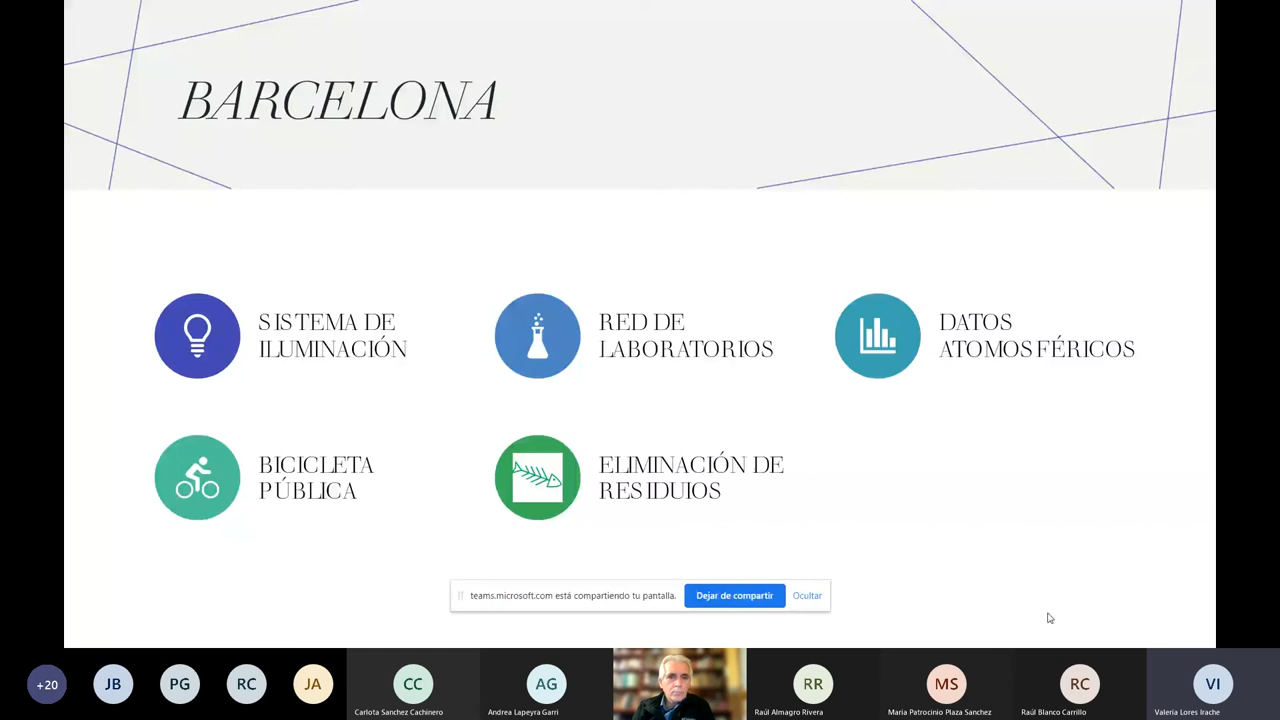 BARCELONA
SISTEMA DE
ILUMINACIÓN
RED DE
LABORATORIOS
DATOS
ATOMOSFÉRICOS
BICICLETA
PÚBLICA
ELIMINACIÓN DE
RESIDUIOS
teams.microsoft.com está compartiendo tu pantalla.
Dejar de compartir
Ocultar
+20
JB
PG
RC
JA
CC
Carlota Sanchez Cachinero
AG
Andrea Lapeyra Garri
RR
Raúl Almagro Rivera
MS
Maria Patrocinio Plaza Sanchez
RC
Raúl Blanco Carrillo
VI
Valeria Lores Irache